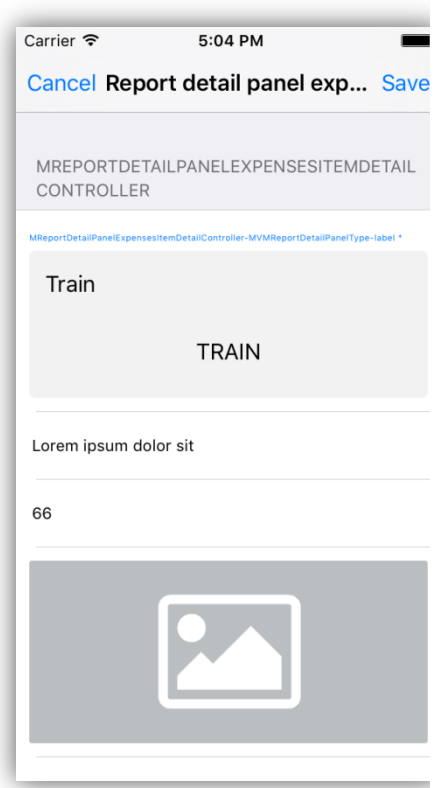 Carrier 5:04 PM
Cancel Report detail panel exp... Save
MREPORTDETAILPANELEXPENSESITEMDETAIL
CONTROLLER
MReportDetailPanelExpensesItemDetailController-MVMReportDetailPanelType-label *
Train
TRAIN
Lorem ipsum dolor sit
66